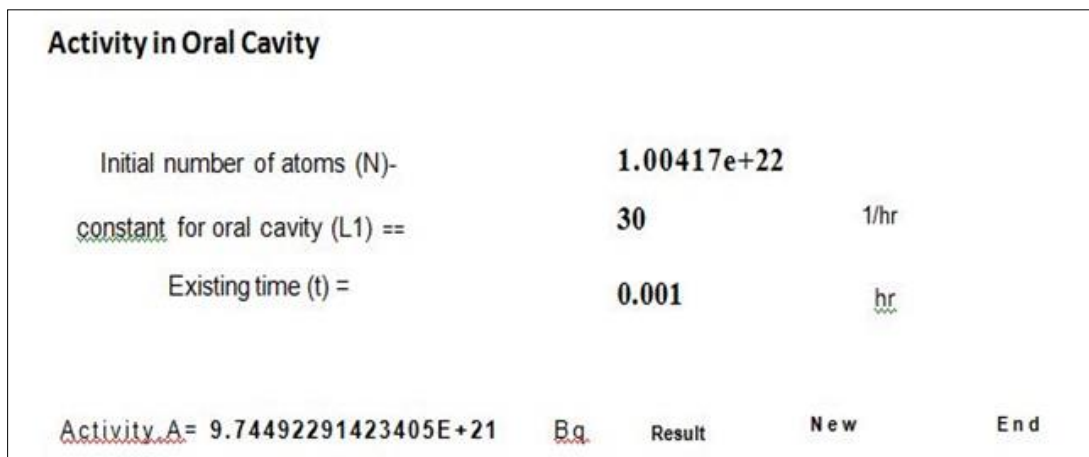 Activity in Oral Cavity
Initial number of atoms (N)- 1.00417e+22
constant for oral cavity (L1) == 30 1/hr
Existing time (t) = 0.001 hr
Activity.A= 9.74492291423405E+21 Bq. Result New End